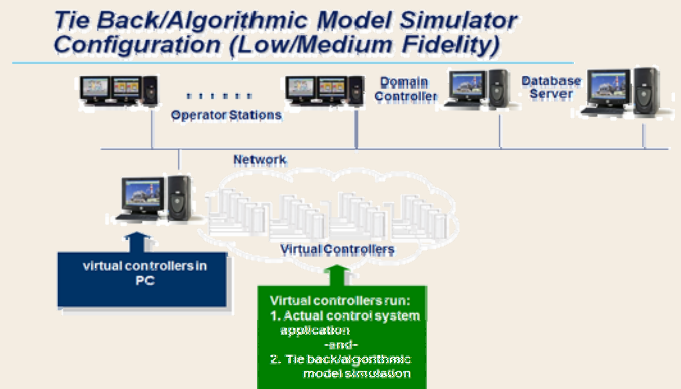 Tie Back/Algorithmic Model Simulator
Configuration (Low/Medium Fidelity)
Operator Stations
Domain
Controller
Database
Server
Network
Virtual Controllers
virtual controllers in
PC
Virtual controllers run:
1. Actual control system
application
-and-
2. Tie back/algorithmic
model simulation